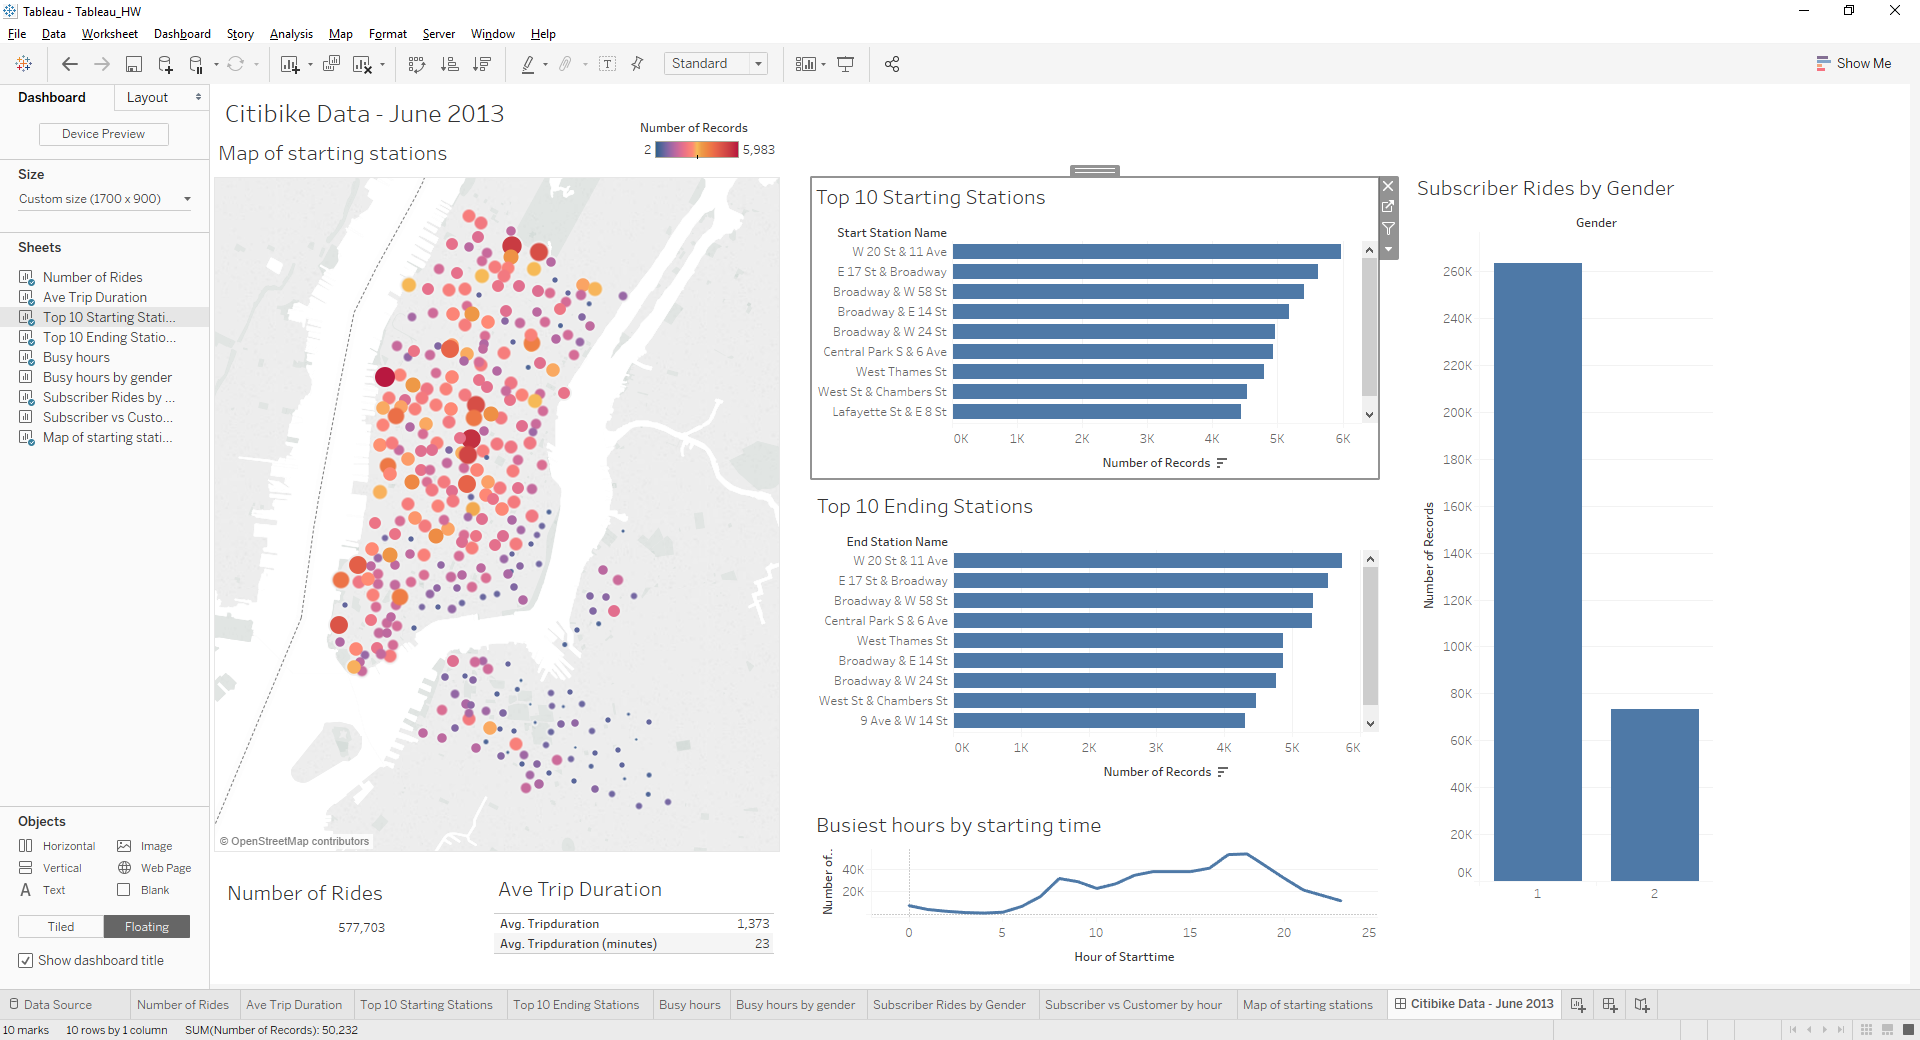 Tableau - Tableau_HW
File Data Worksheet Dashboard Story Analysis Map Format Server Window Help
Standard
Show Me
Dashboard Layout
Device Preview
Size
Custom size (1700 x 900)
Sheets
Number of Rides
Ave Trip Duration
Top 10 Starting Stati...
Top 10 Ending Statio...
Busy hours
Busy hours by gender
Subscriber Rides by ...
Subscriber vs Custo...
Map of starting stati...
Objects
Horizontal Image
Vertical Web Page
A Text Blank
Tiled Floating
Show dashboard title
Citibike Data - June 2013
Map of starting stations
Number of Records
2 5,983
© OpenStreetMap contributors
Number of Rides
577,703
Ave Trip Duration
Avg. Tripduration 1,373
Avg. Tripduration (minutes) 23
Top 10 Starting Stations
Start Station Name
W 20 St & 11 Ave
E 17 St & Broadway
Broadway & W 58 St
Broadway & E 14 St
Broadway & W 24 St
Central Park S & 6 Ave
West Thames St
West St & Chambers St
Lafayette St & E 8 St
0K 1K 2K 3K 4K 5K 6K
Number of Records
Top 10 Ending Stations
End Station Name
W 20 St & 11 Ave
E 17 St & Broadway
Broadway & W 58 St
Central Park S & 6 Ave
West Thames St
Broadway & E 14 St
Broadway & W 24 St
West St & Chambers St
9 Ave & W 14 St
0K 1K 2K 3K 4K 5K 6K
Number of Records
Busiest hours by starting time
Number of..
40K
20K
0 5 10 15 20 25
Hour of Starttime
Subscriber Rides by Gender
Gender
Number of Records
260K
240K
220K
200K
180K
160K
140K
120K
100K
80K
60K
40K
20K
0K
1 2
Data Source Number of Rides Ave Trip Duration Top 10 Starting Stations Top 10 Ending Stations Busy hours Busy hours by gender Subscriber Rides by Gender Subscriber vs Customer by hour Map of starting stations Citibike Data - June 2013
10 marks 10 rows by 1 column SUM(Number of Records): 50,232